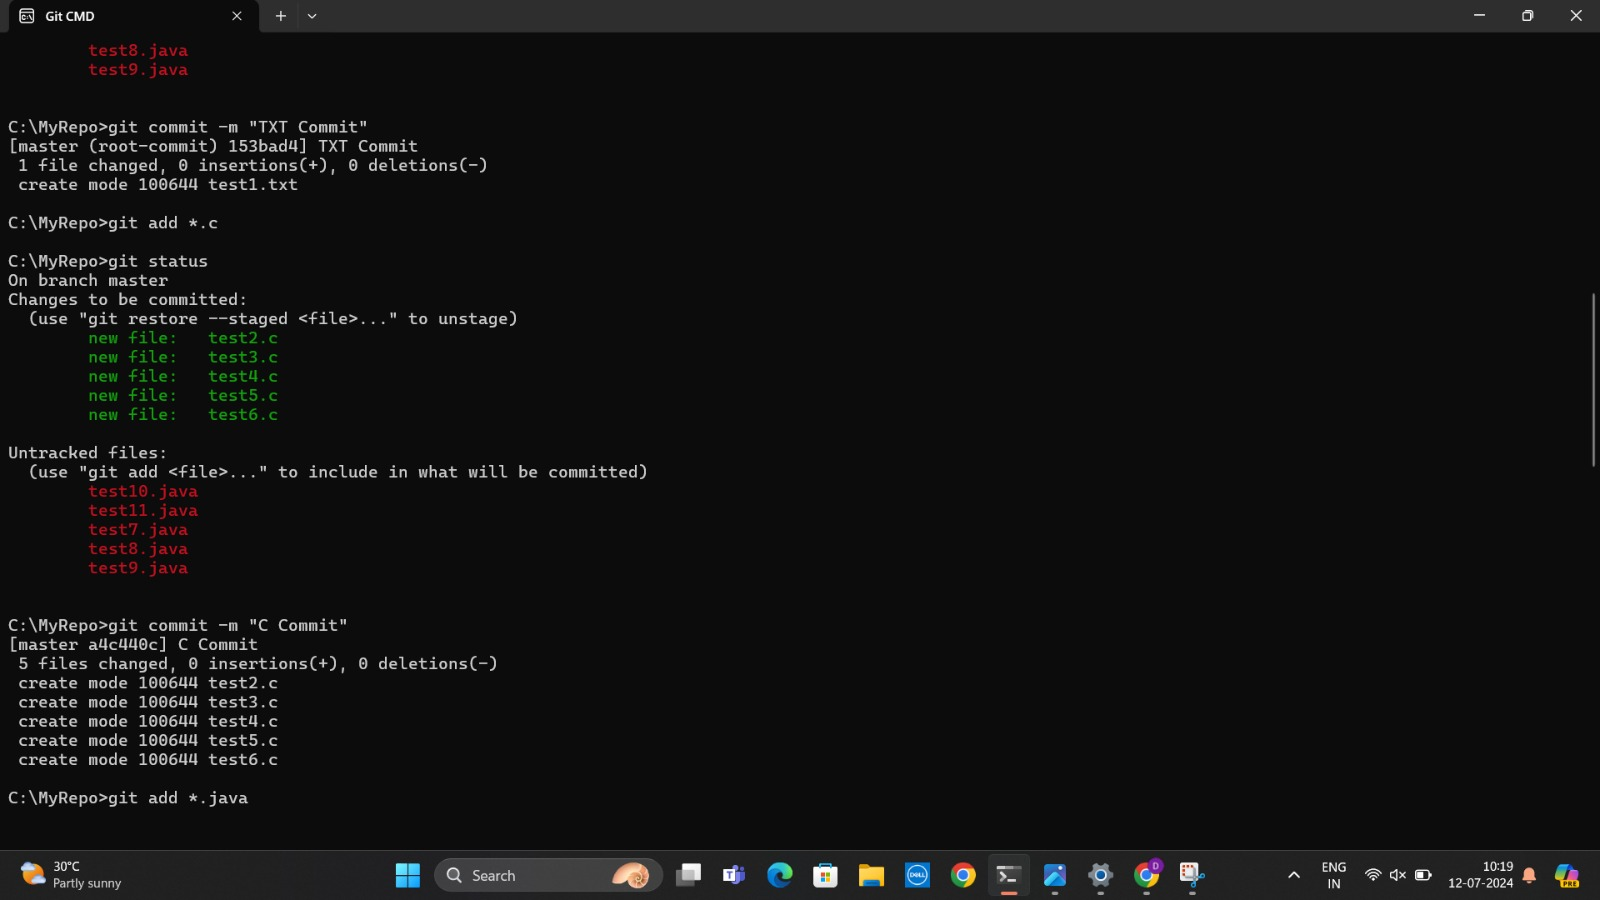 Git CMD
test8.java
test9.java
C:\MyRepo>git commit -m "TXT Commit"
[master (root-commit) 153bad4] TXT Commit
1 file changed, 0 insertions(+), 0 deletions(-)
create mode 100644 test1.txt
C:\MyRepo>git add *.c
C:\MyRepo>git status
On branch master
Changes to be committed:
(use "git restore --staged <file>..." to unstage)
new file:   test2.c
new file:   test3.c
new file:   test4.c
new file:   test5.c
new file:   test6.c
Untracked files:
(use "git add <file>..." to include in what will be committed)
test10.java
test11.java
test7.java
test8.java
test9.java
C:\MyRepo>git commit -m "C Commit"
[master a4c440c] C Commit
5 files changed, 0 insertions(+), 0 deletions(-)
create mode 100644 test2.c
create mode 100644 test3.c
create mode 100644 test4.c
create mode 100644 test5.c
create mode 100644 test6.c
C:\MyRepo>git add *.java
30°C
Partly sunny
Search
DELL
D
ENG
IN
10:19
12-07-2024
PRE